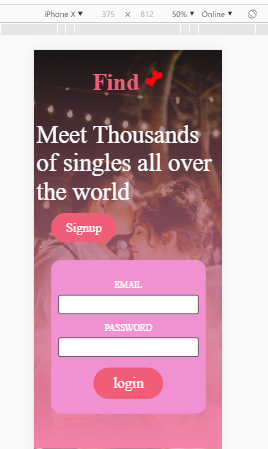 iPhone X ▼ 375 × 812 50% ▼ Online ▼
Find
Meet Thousands
of singles all over
the world
Signup
EMAIL
PASSWORD
login